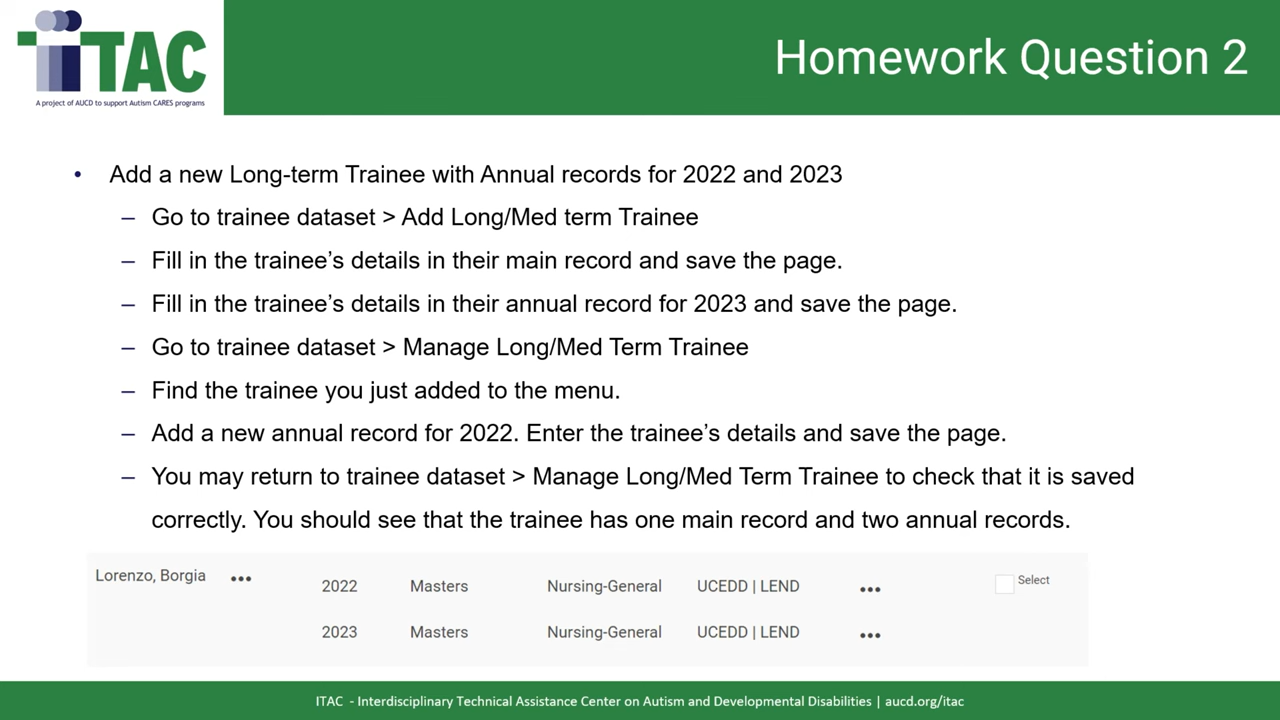 iTAC
A project of AUCD to support Autism CARES programs
Homework Question 2
• Add a new Long-term Trainee with Annual records for 2022 and 2023
– Go to trainee dataset > Add Long/Med term Trainee
– Fill in the trainee’s details in their main record and save the page.
– Fill in the trainee’s details in their annual record for 2023 and save the page.
– Go to trainee dataset > Manage Long/Med Term Trainee
– Find the trainee you just added to the menu.
– Add a new annual record for 2022. Enter the trainee’s details and save the page.
– You may return to trainee dataset > Manage Long/Med Term Trainee to check that it is saved
correctly. You should see that the trainee has one main record and two annual records.
Lorenzo, Borgia ••• 2022 Masters Nursing-General UCEDD | LEND ••• Select
2023 Masters Nursing-General UCEDD | LEND •••
ITAC - Interdisciplinary Technical Assistance Center on Autism and Developmental Disabilities | aucd.org/itac